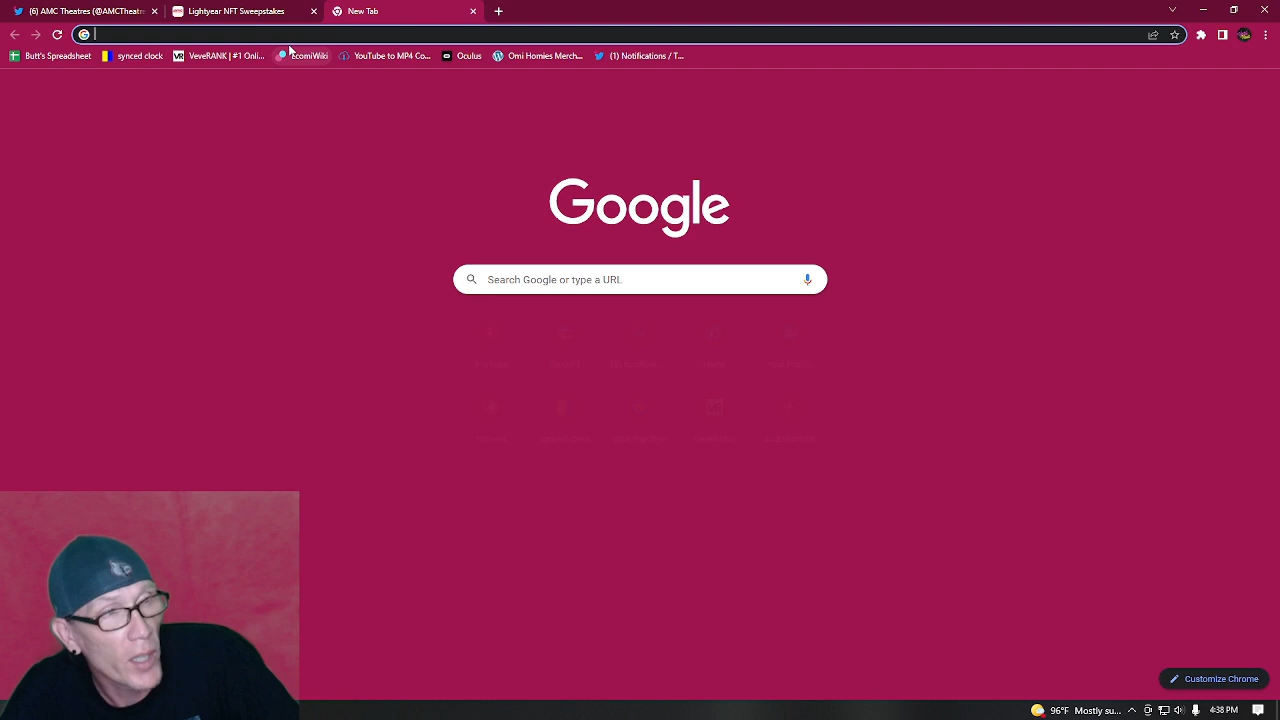 (6) AMC Theatres (@AMCTheatre
Lightyear NFT Sweepstakes
New Tab
Butt's Spreadsheet
synced clock
VeveRANK | #1 Onli...
EcomiWiki
YouTube to MP4 Co...
Oculus
Omi Homies Merch...
(1) Notifications / T...
Google
Search Google or type a URL
Customize Chrome
96°F Mostly su...
4:38 PM